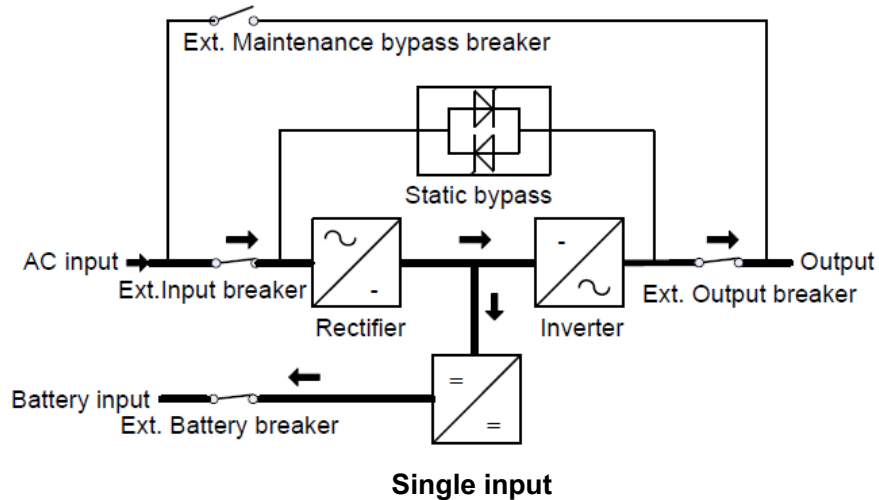 Ext. Maintenance bypass breaker
Static bypass
AC input
Output
Ext.Input breaker
Ext. Output breaker
Rectifier
Inverter
Battery input
Ext. Battery breaker
Single input